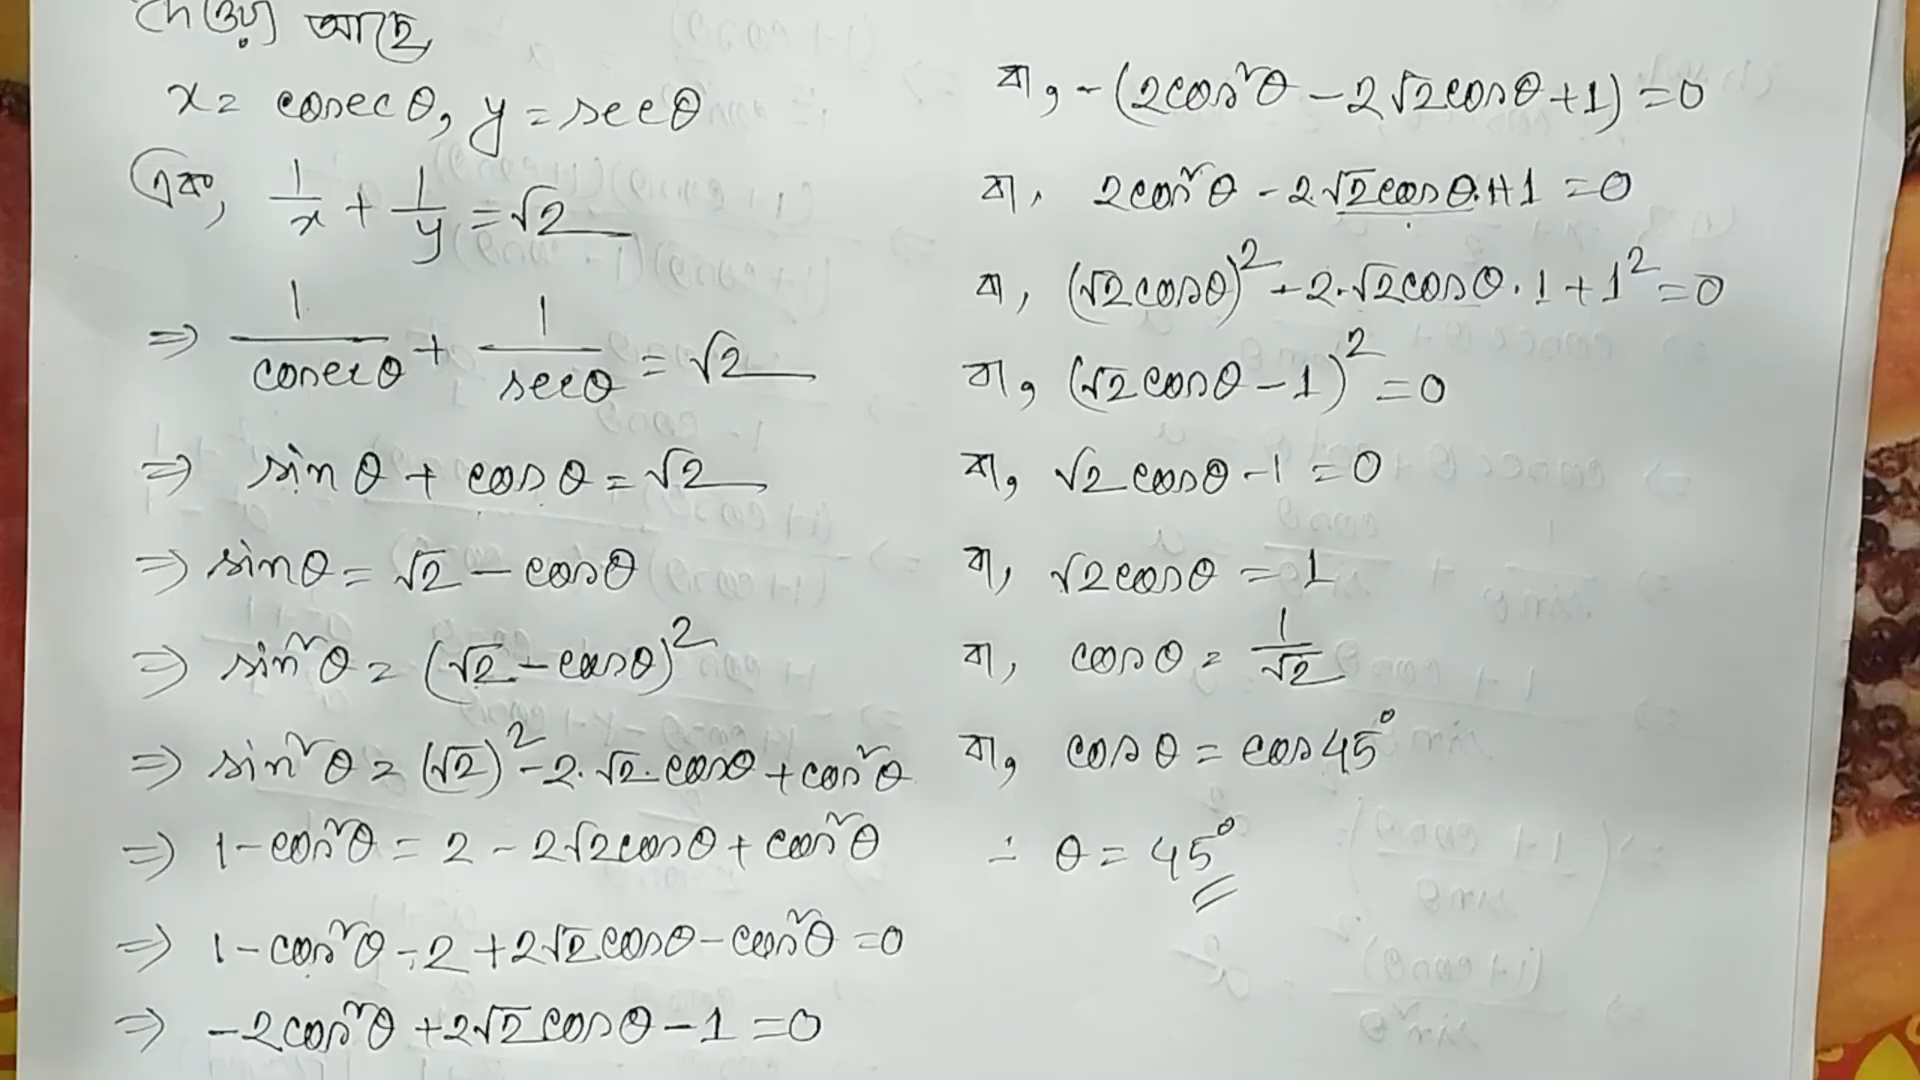 আছে
x = cosecθ, y = secθ
এবং, 1/x + 1/y = √2
⇒ 1/cosecθ + 1/secθ = √2
⇒ sinθ + cosθ = √2
⇒ sinθ = √2 - cosθ
⇒ sin²θ = (√2 - cosθ)²
⇒ sin²θ = (√2)² - 2.√2.cosθ + cos²θ
⇒ 1 - cos²θ = 2 - 2√2cosθ + cos²θ
⇒ 1 - cos²θ - 2 + 2√2cosθ - cos²θ = 0
⇒ -2cos²θ + 2√2cosθ - 1 = 0
বা, -(2cos²θ - 2√2cosθ + 1) = 0
বা, 2cos²θ - 2.√2cosθ.1+1 = 0
বা, (√2cosθ)² - 2.√2cosθ.1 + 1² = 0
বা, (√2cosθ - 1)² = 0
বা, √2cosθ - 1 = 0
বা, √2cosθ = 1
বা, cosθ = 1/√2
বা, cosθ = cos45°
∴ θ = 45°